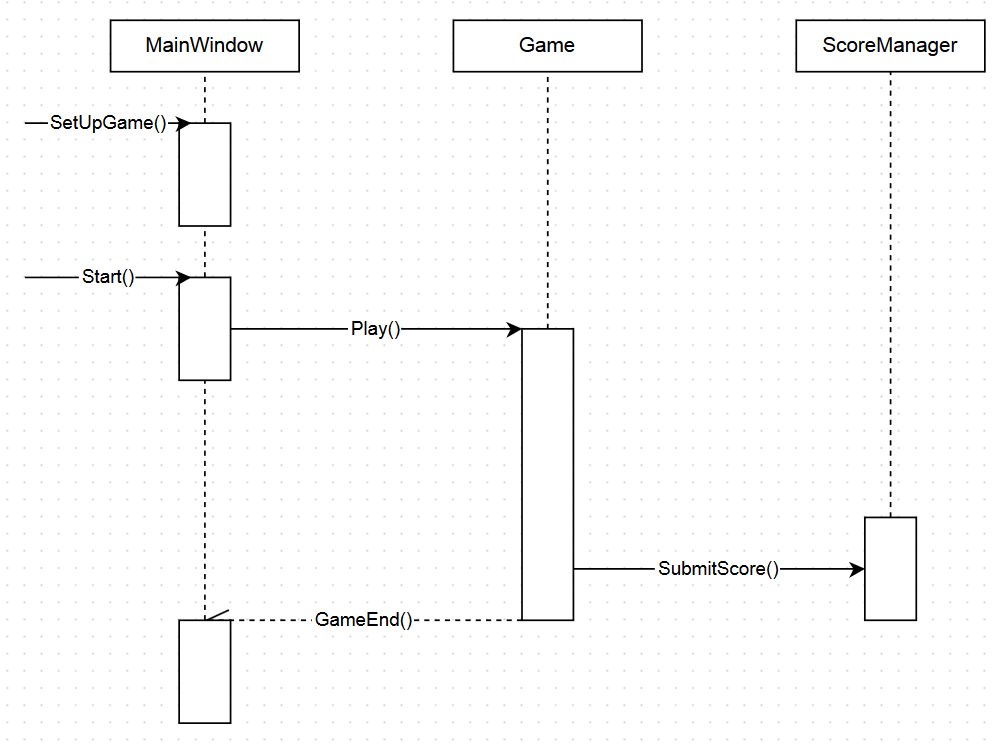 MainWindow
Game
ScoreManager
SetUpGame()
Start()
Play()
SubmitScore()
GameEnd()